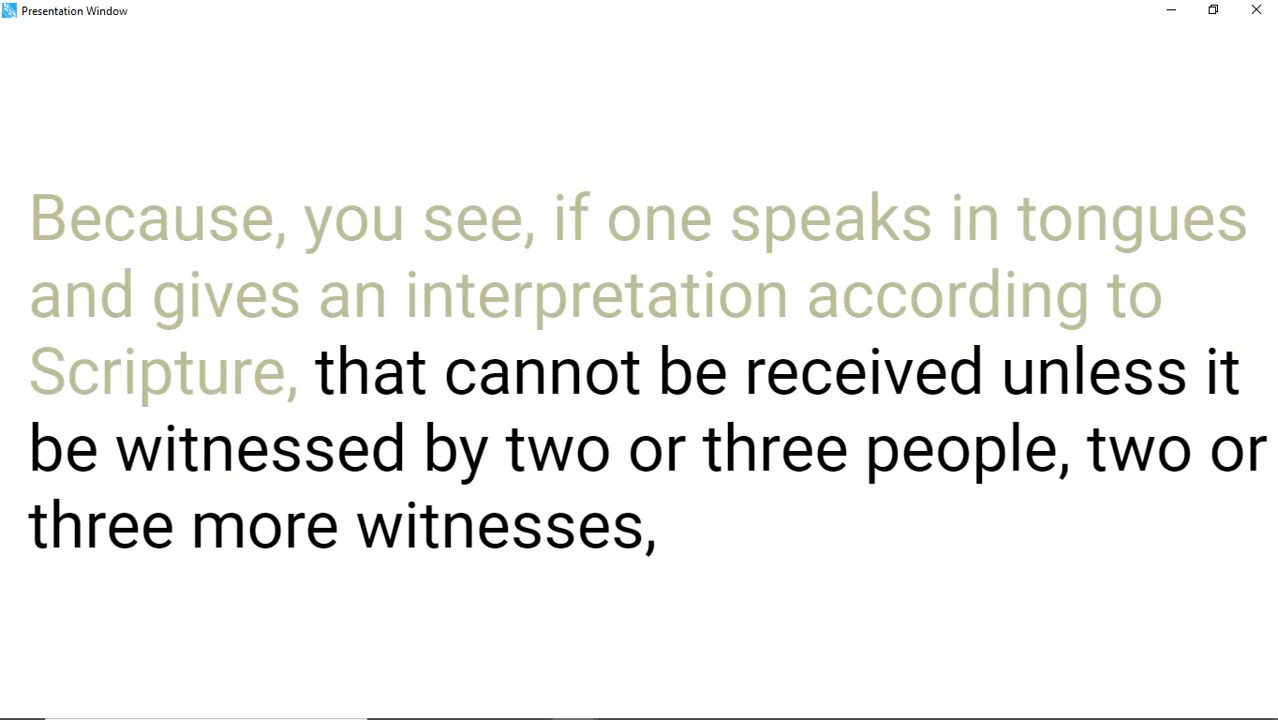 Presentation Window
Because, you see, if one speaks in tongues
and gives an interpretation according to
Scripture, that cannot be received unless it
be witnessed by two or three people, two or
three more witnesses,